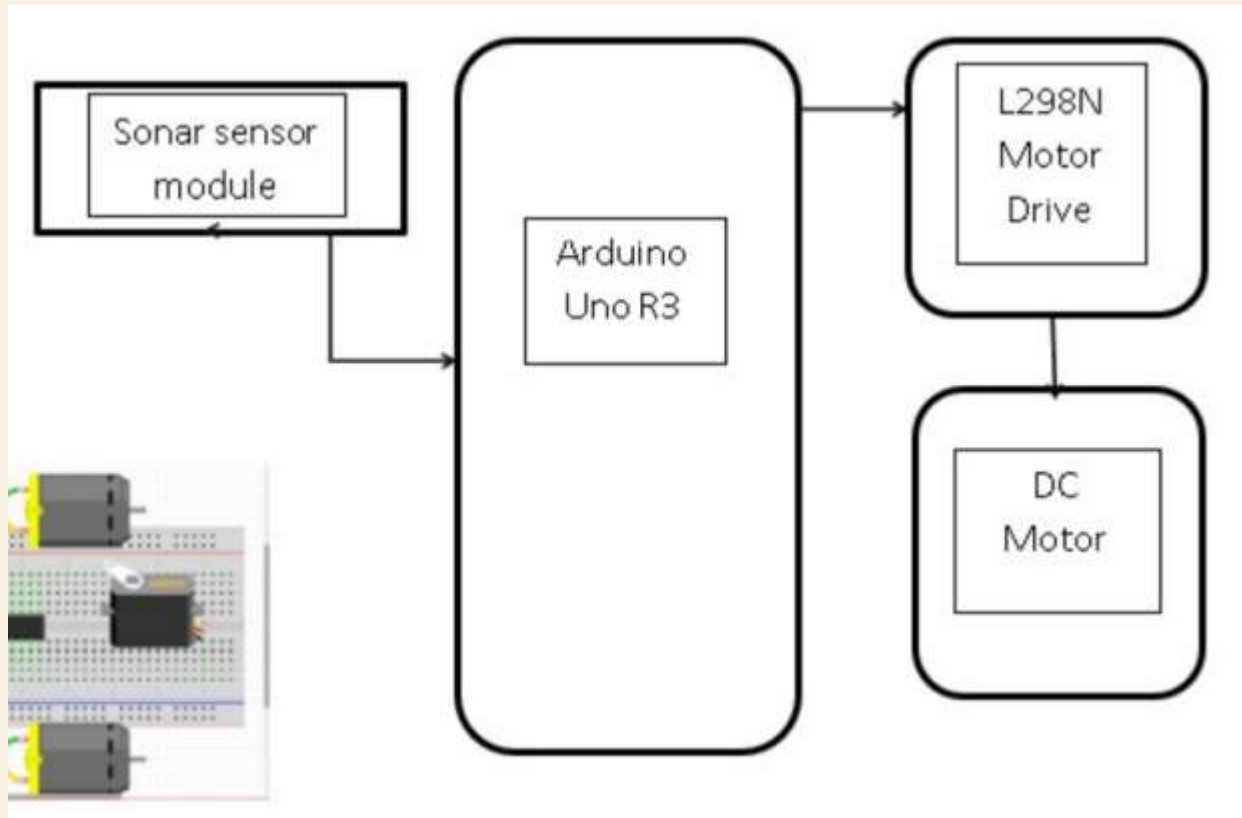 Sonar sensor
module
Arduino
Uno R3
L298N
Motor
Drive
DC
Motor